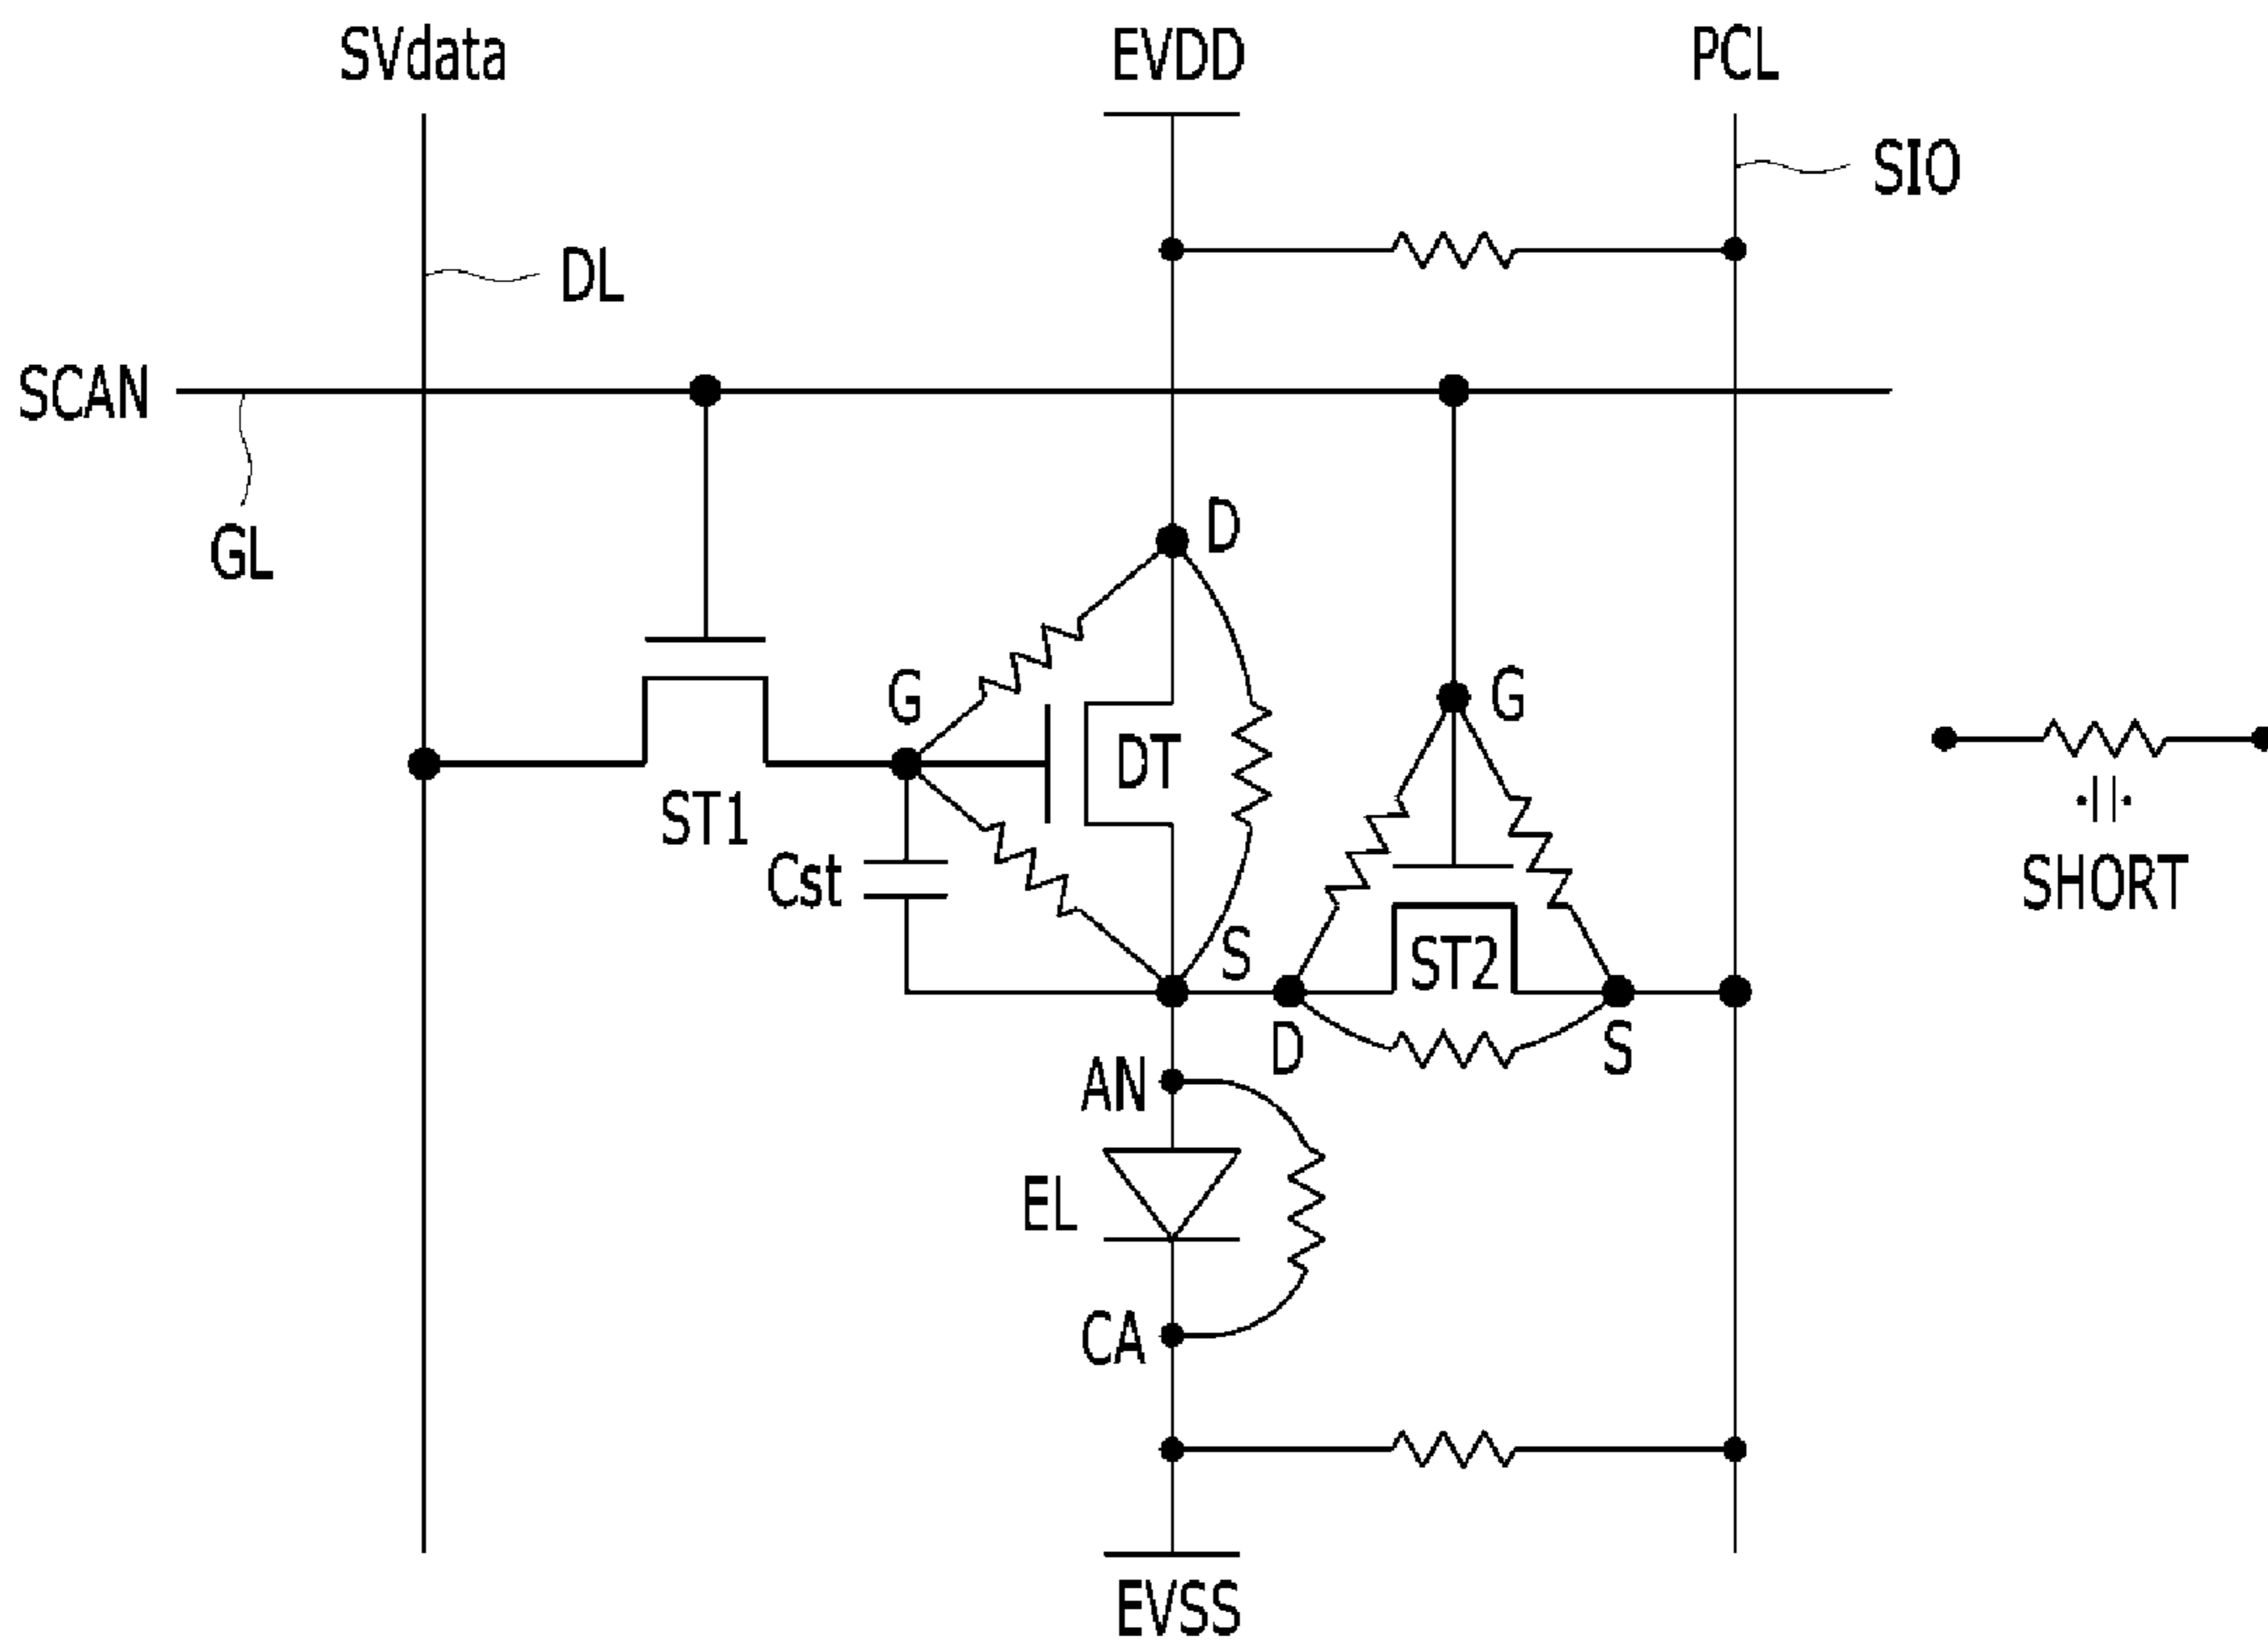 SVdata
EVDD
PCL
SIO
DL
SCAN
GL
D
G
G
DT
ST1
Cst
SHORT
S
ST2
D
S
AN
EL
CA
EVSS